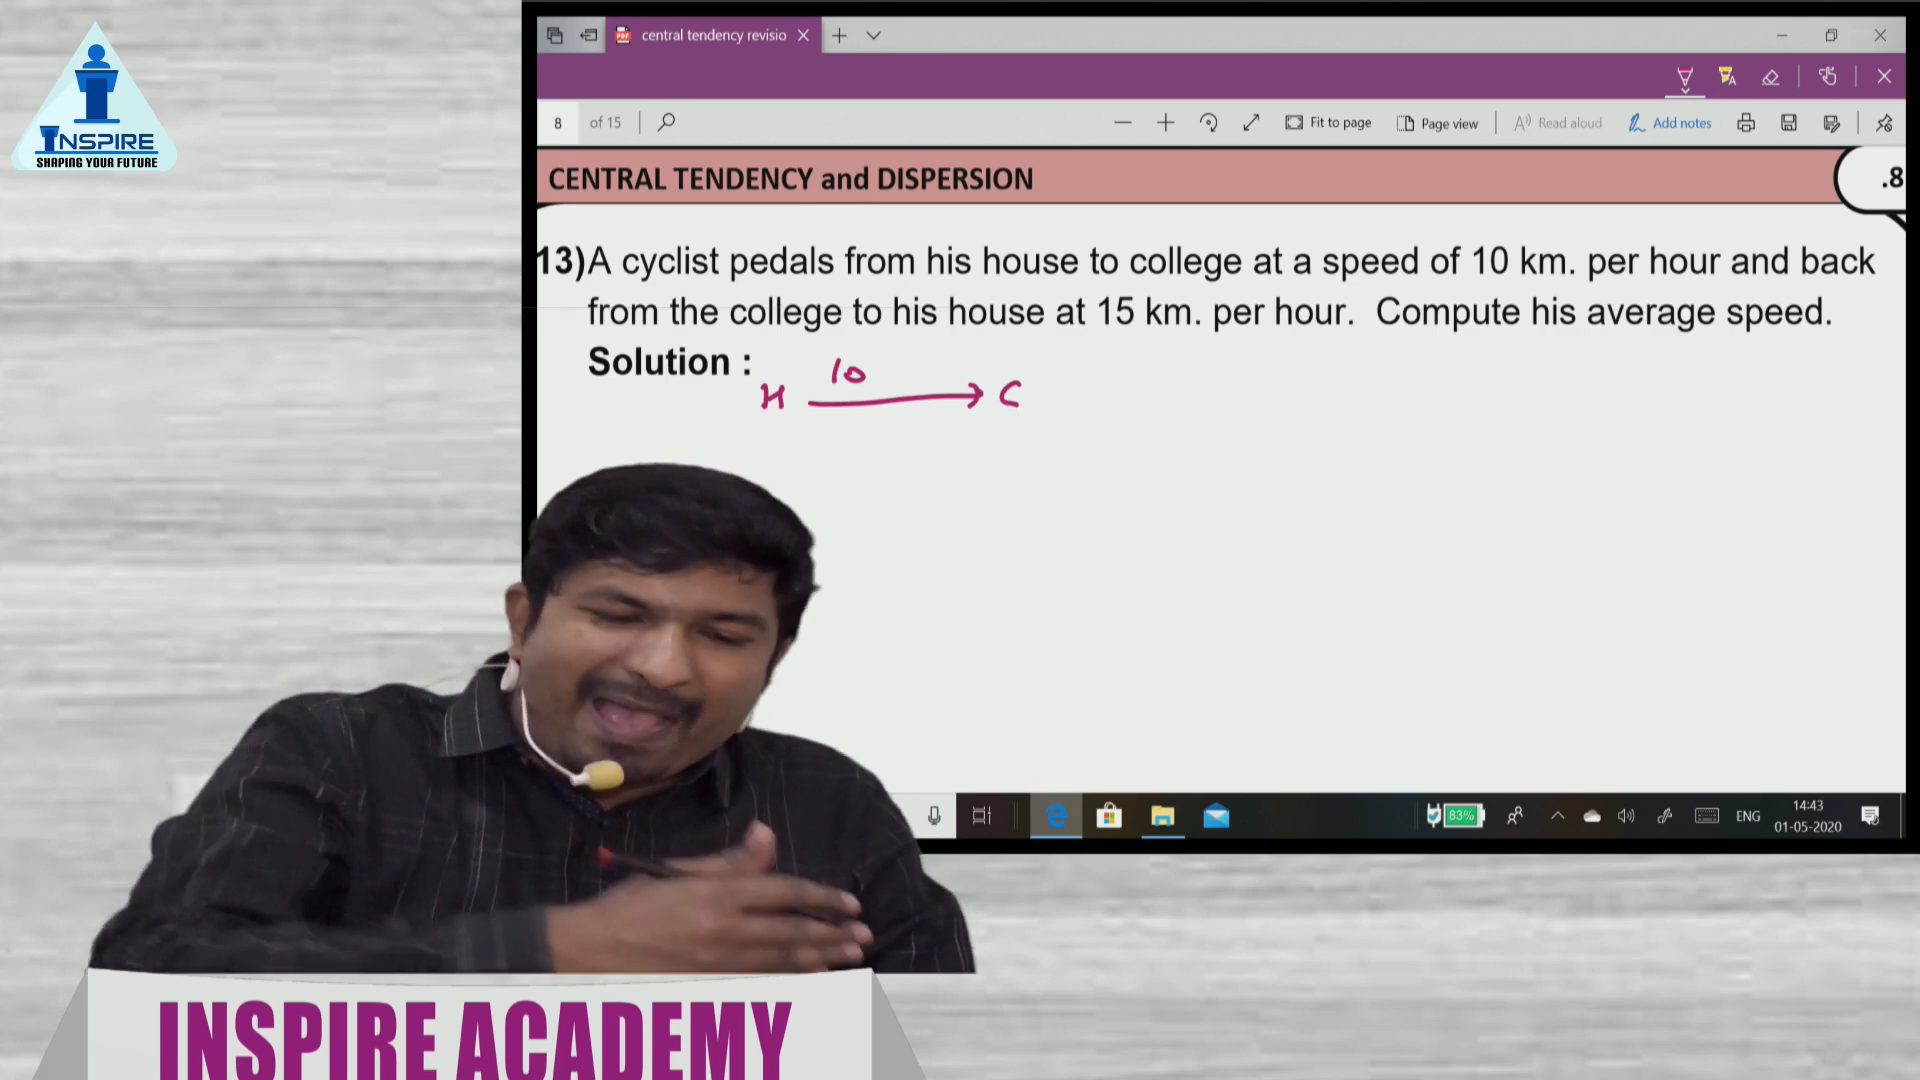 INSPIRE
SHAPING YOUR FUTURE
PDF central tendency revisio
8 of 15
Fit to page
Page view
Read aloud
Add notes
CENTRAL TENDENCY and DISPERSION
.8
13) A cyclist pedals from his house to college at a speed of 10 km. per hour and back
from the college to his house at 15 km. per hour. Compute his average speed.
Solution :
10
H → C
83%
ENG
14:43
01-05-2020
INSPIRE ACADEMY